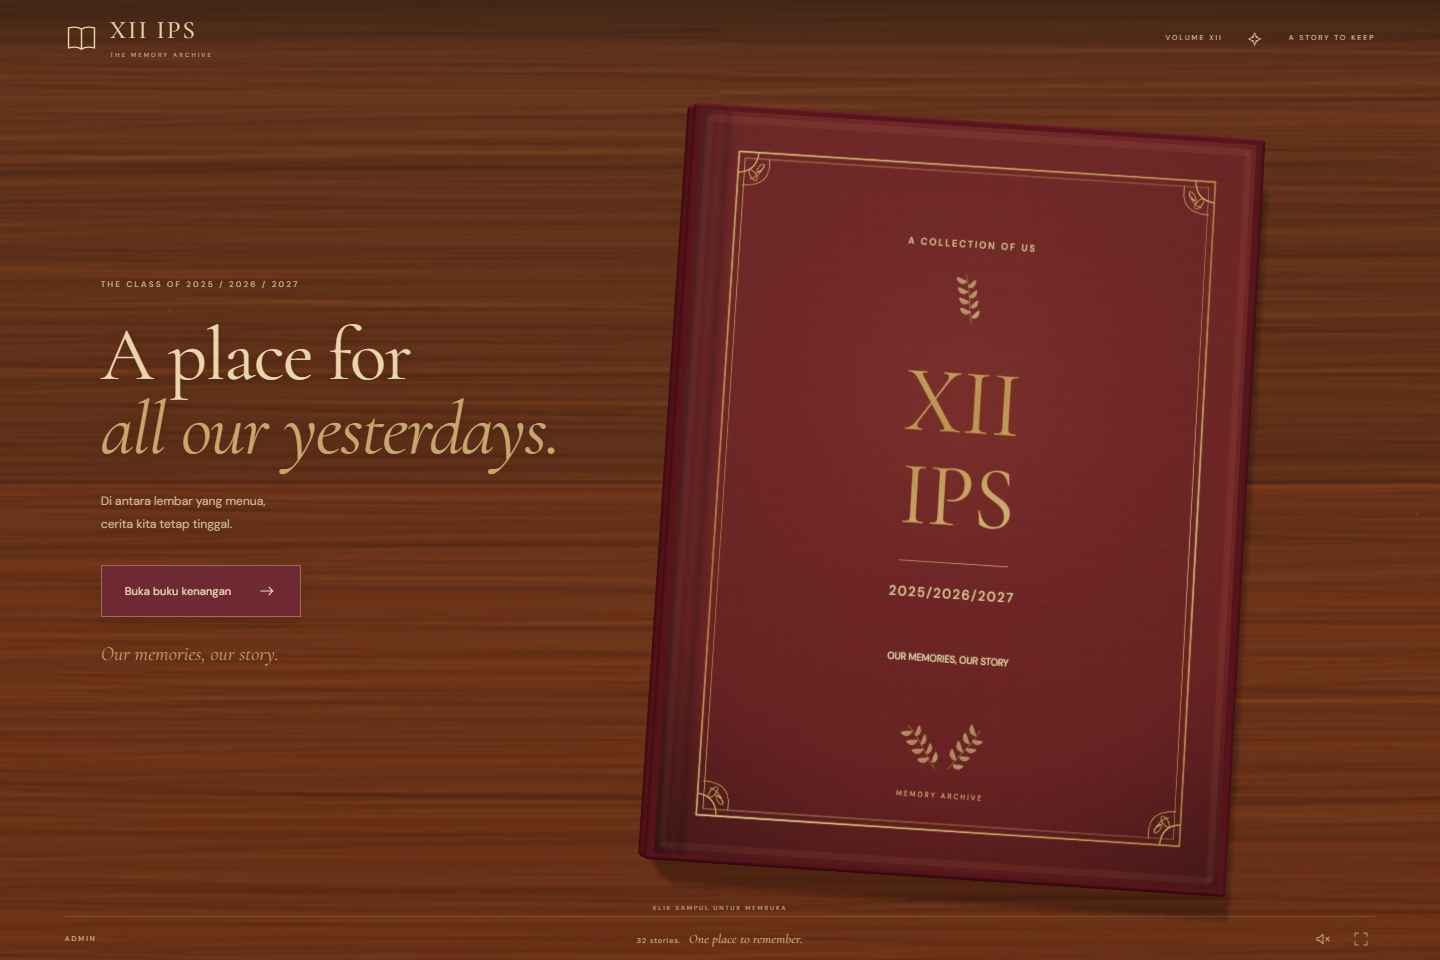 XII IPS
THE MEMORY ARCHIVE
VOLUME XII
A STORY TO KEEP
THE CLASS OF 2025 / 2026 / 2027
A place for
all our yesterdays.
Di antara lembar yang menua,
cerita kita tetap tinggal.
Buka buku kenangan
Our memories, our story.
A COLLECTION OF US
XII
IPS
2025/2026/2027
OUR MEMORIES, OUR STORY
MEMORY ARCHIVE
KLIK SAMPUL UNTUK MEMBUKA
ADMIN
32 stories. One place to remember.